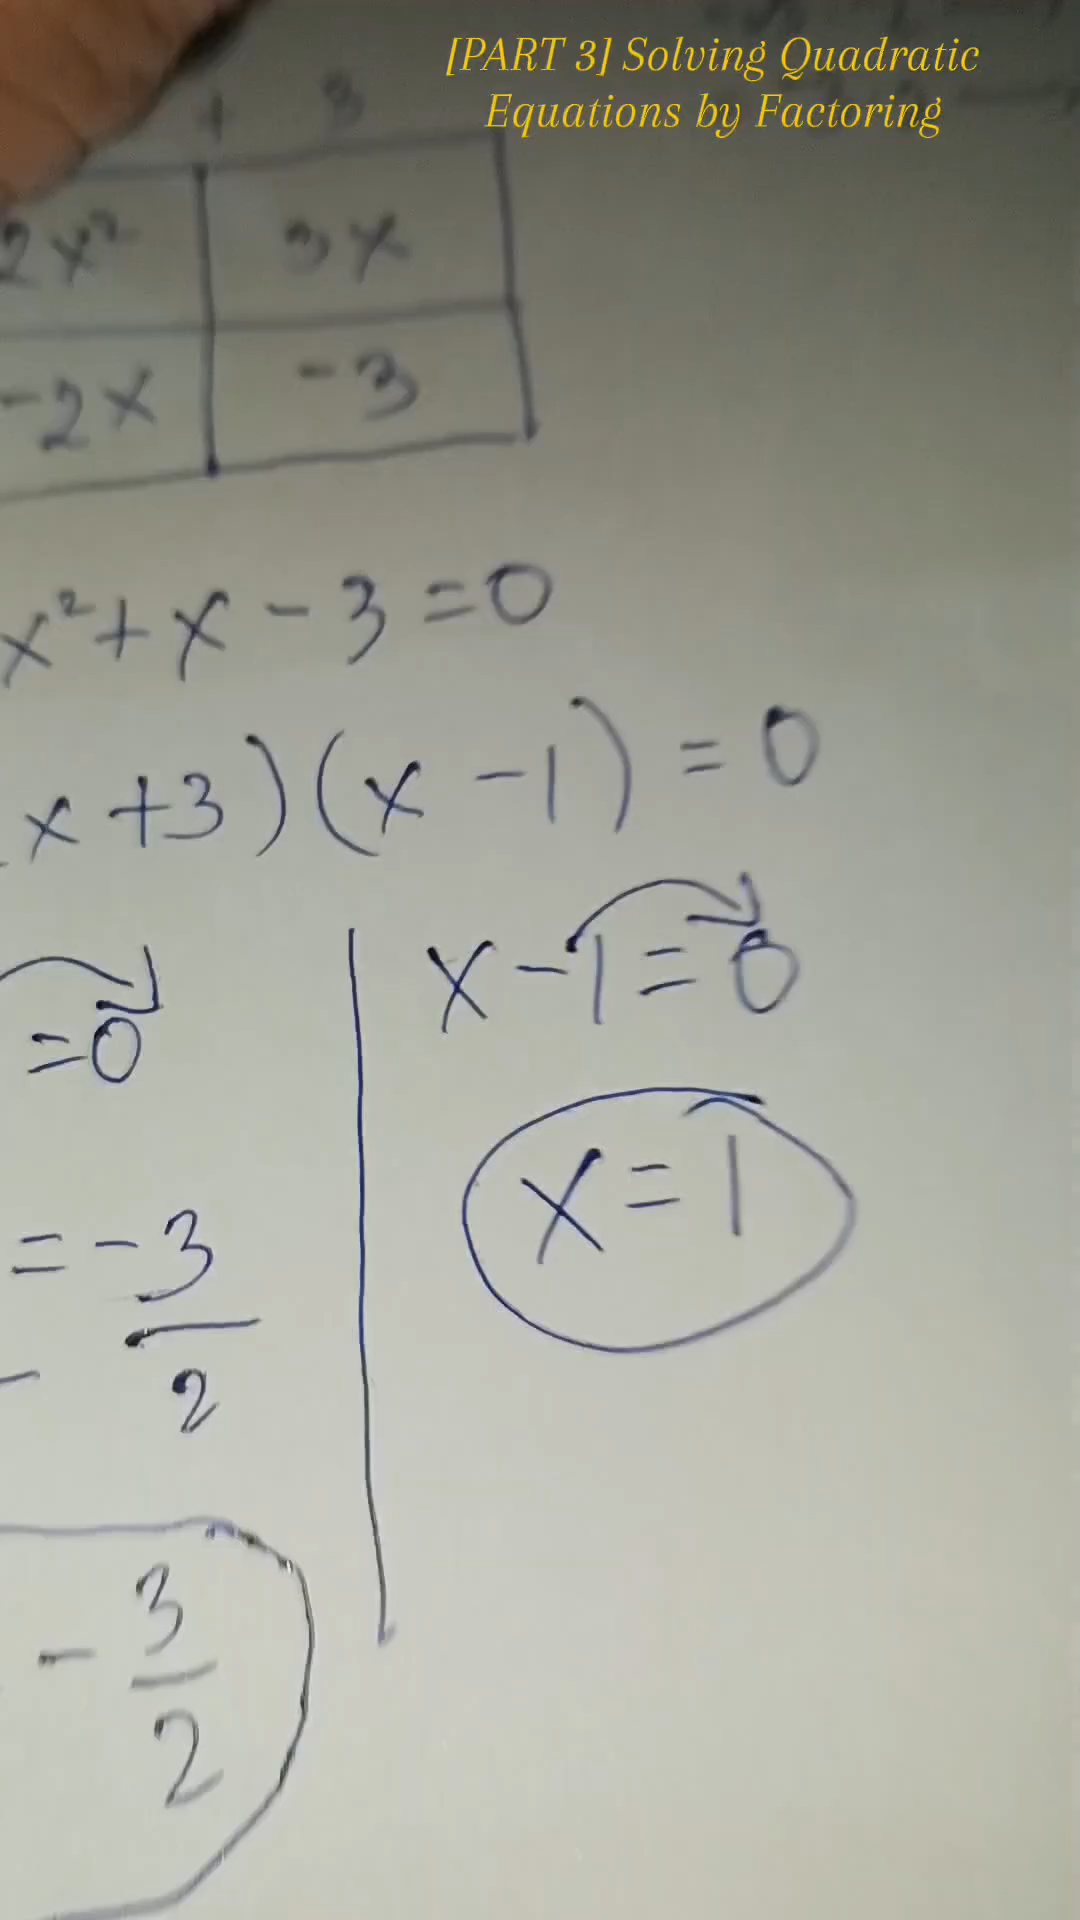 [PART 3] Solving Quadratic
Equations by Factoring
+ 3
2x² 3x
-2x -3
x² + x - 3 = 0
x + 3)(x - 1) = 0
= 0
x - 1 = 0
= -3
2
x = 1
- 3
2